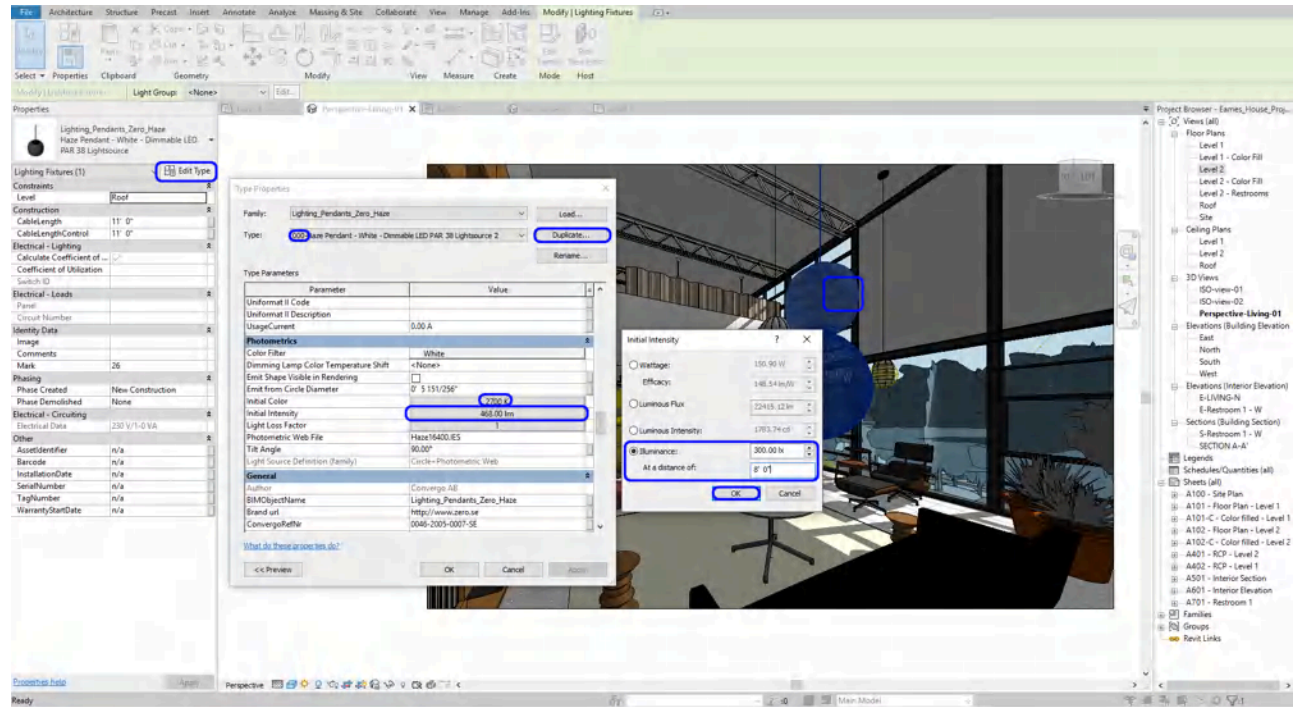 File Architecture Structure Precast Insert Annotate Analyze Massing & Site Collaborate View Manage Add-Ins Modify | Lighting Fixtures
Select Properties Clipboard Geometry Modify View Measure Create Mode Host
Light Group: <None> Edit...
Properties
Perspective-Living-01
Lighting_Pendants_Zero_Haze
Haze Pendant - White - Dimmable LED
PAR 38 Lightsource
Lighting Fixtures (1) Edit Type
Constraints
Level Roof
Construction
CableLength 11' 0"
CableLengthControl 11' 0"
Electrical - Lighting
Calculate Coefficient of ...
Coefficient of Utilization
Switch ID
Electrical - Loads
Panel
Circuit Number
Identity Data
Image
Comments
Mark 26
Phasing
Phase Created New Construction
Phase Demolished None
Electrical - Circuiting
Electrical Data 230 V/1-0 VA
Other
AssetIdentifier n/a
Barcode n/a
InstallationDate n/a
SerialNumber n/a
TagNumber n/a
WarrantyStartDate n/a
Properties help Apply
Type Properties
Family: Lighting_Pendants_Zero_Haze Load...
Type: Haze Pendant - White - Dimmable LED PAR 38 Lightsource 2 Duplicate...
Rename...
Type Parameters
Parameter Value
Uniformat II Code
Uniformat II Description
UsageCurrent 0.00 A
Photometrics
Color Filter White
Dimming Lamp Color Temperature Shift <None>
Emit Shape Visible in Rendering
Emit from Circle Diameter 0' 5 151/256"
Initial Color 2700 K
Initial Intensity 468.00 lm
Light Loss Factor 1
Photometric Web File Haze16400.IES
Tilt Angle 90.00°
Light Source Definition (family) Circle+Photometric Web
General
Author Convergo AB
BIMObjectName Lighting_Pendants_Zero_Haze
Brand url http://www.zero.se
ConvergoRefNr 0046-2005-0007-SE
What do these properties do?
<< Preview OK Cancel Apply
Initial Intensity ? X
Wattage: 150.90 W
Efficacy: 148.54 lm/W
Luminous Flux 22415.12 lm
Luminous Intensity: 1783.74 cd
Illuminance: 300.00 lx
At a distance of: 8' 0"
OK Cancel
Project Browser - Eames_House_Proj...
Views (all)
Floor Plans
Level 1
Level 1 - Color Fill
Level 2
Level 2 - Color Fill
Level 2 - Restrooms
Roof
Site
Ceiling Plans
Level 1
Level 2
Roof
3D Views
ISO-view-01
ISO-view-02
Perspective-Living-01
Elevations (Building Elevation
East
North
South
West
Elevations (Interior Elevation)
E-LIVING-N
E-Restroom 1 - W
Sections (Building Section)
S-Restroom 1 - W
SECTION A-A'
Legends
Schedules/Quantities (all)
Sheets (all)
A100 - Site Plan
A101 - Floor Plan - Level 1
A101-C - Color filled - Level 1
A102 - Floor Plan - Level 2
A102-C - Color filled - Level 2
A401 - RCP - Level 2
A402 - RCP - Level 1
A501 - Interior Section
A601 - Interior Elevation
A701 - Restroom 1
Families
Groups
Revit Links
Perspective
Ready :0 Main Model